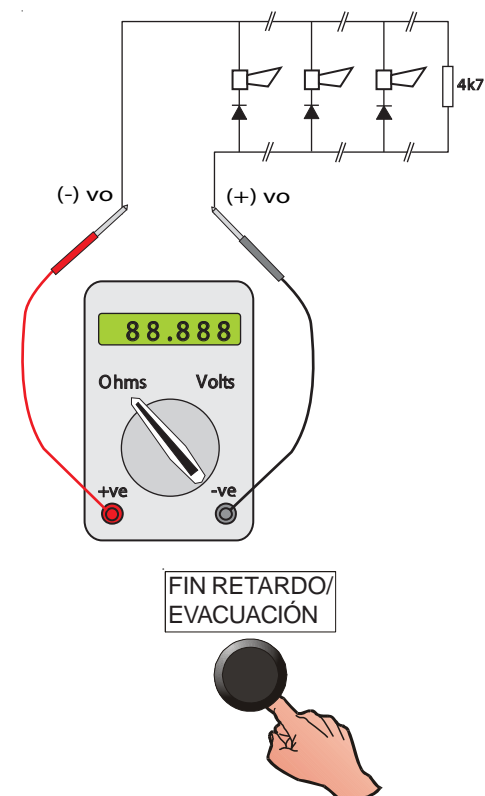 4k7
(-) vo
(+) vo
88.888
Ohms Volts
+ve -ve
FIN RETARDO/
EVACUACIÓN